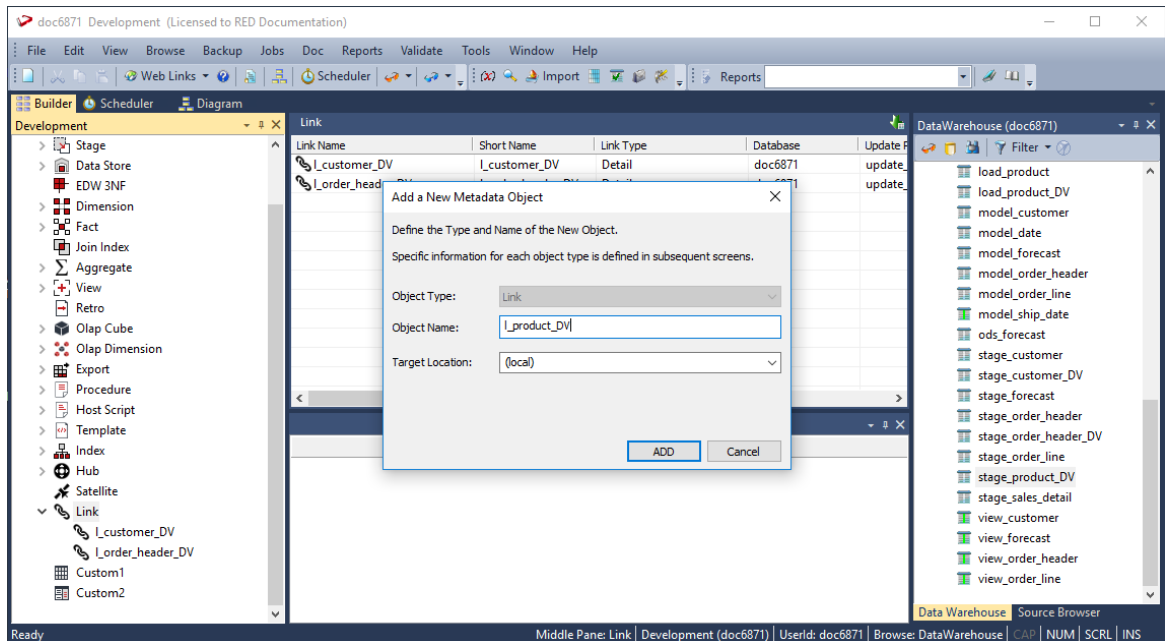 doc6871 Development (Licensed to RED Documentation)
File Edit View Browse Backup Jobs Doc Reports Validate Tools Window Help
Web Links Scheduler Import Reports
Builder Scheduler Diagram
Development
Stage
Data Store
EDW 3NF
Dimension
Fact
Join Index
Aggregate
View
Retro
Olap Cube
Olap Dimension
Export
Procedure
Host Script
Template
Index
Hub
Satellite
Link
l_customer_DV
l_order_header_DV
Custom1
Custom2
Link
Link Name Short Name Link Type Database Update
l_customer_DV l_customer_DV Detail doc6871 update_
l_order_head update_
Add a New Metadata Object
Define the Type and Name of the New Object.
Specific information for each object type is defined in subsequent screens.
Object Type: Link
Object Name: l_product_DV
Target Location: (local)
ADD Cancel
DataWarehouse (doc6871)
Filter
load_product
load_product_DV
model_customer
model_date
model_forecast
model_order_header
model_order_line
model_ship_date
ods_forecast
stage_customer
stage_customer_DV
stage_forecast
stage_order_header
stage_order_header_DV
stage_order_line
stage_product_DV
stage_sales_detail
view_customer
view_forecast
view_order_header
view_order_line
Data Warehouse Source Browser
Ready Middle Pane: Link Development (doc6871) UserId: doc6871 Browse: DataWarehouse CAP NUM SCRL INS